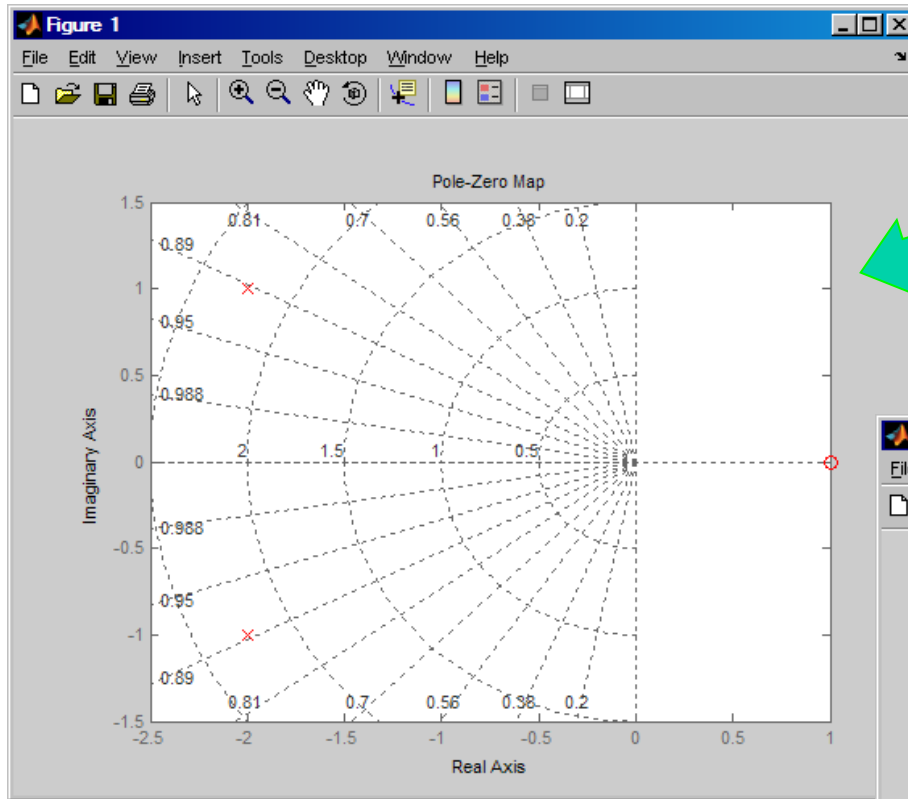 Figure 1
File Edit View Insert Tools Desktop Window Help
Pole-Zero Map
1.5
0.81 0.7 0.56 0.38 0.2
0.89
1
0.95
0.5
0.988
2 1.5 1 0.5
0
0.988
-0.5
0.95
-1
0.89
0.81 0.7 0.56 0.38 0.2
-1.5
-2.5 -2 -1.5 -1 -0.5 0 0.5 1
Imaginary Axis
Real Axis